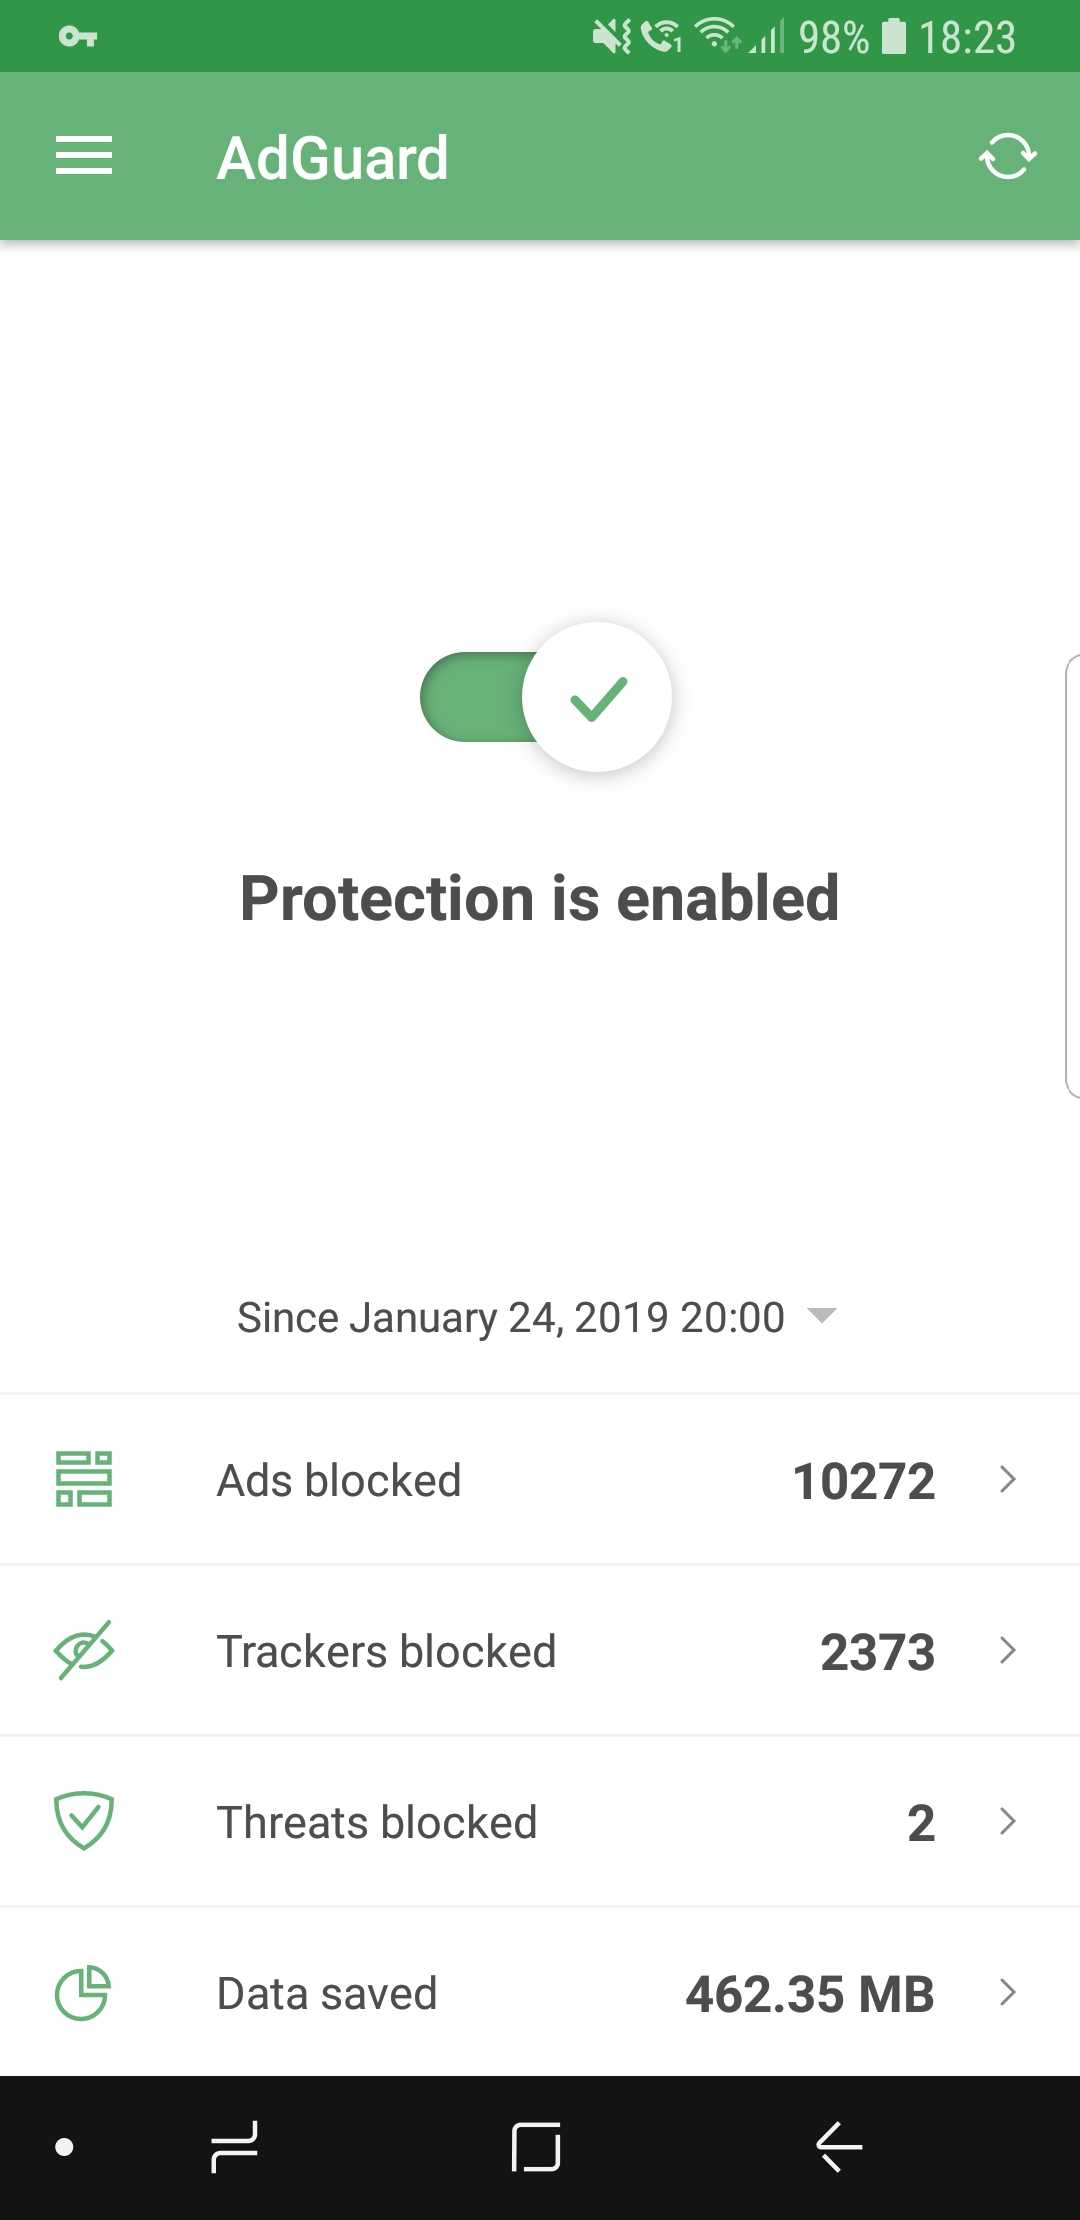 98% 18:23
AdGuard
Protection is enabled
Since January 24, 2019 20:00
Ads blocked 10272
Trackers blocked 2373
Threats blocked 2
Data saved 462.35 MB